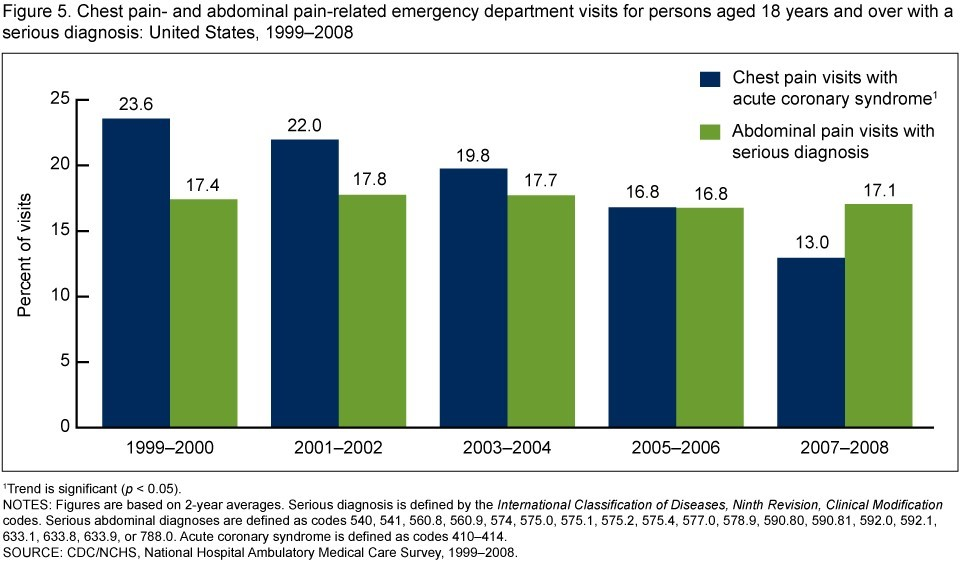 Figure 5. Chest pain- and abdominal pain-related emergency department visits for persons aged 18 years and over with a
serious diagnosis: United States, 1999–2008
Chest pain visits with
acute coronary syndrome¹
Abdominal pain visits with
serious diagnosis
Percent of visits
25
20
15
10
5
0
23.6
17.4
22.0
17.8
19.8
17.7
16.8
16.8
13.0
17.1
1999–2000
2001–2002
2003–2004
2005–2006
2007–2008
¹Trend is significant (p < 0.05).
NOTES: Figures are based on 2-year averages. Serious diagnosis is defined by the International Classification of Diseases, Ninth Revision, Clinical Modification
codes. Serious abdominal diagnoses are defined as codes 540, 541, 560.8, 560.9, 574, 575.0, 575.1, 575.2, 575.4, 577.0, 578.9, 590.80, 590.81, 592.0, 592.1,
633.1, 633.8, 633.9, or 788.0. Acute coronary syndrome is defined as codes 410–414.
SOURCE: CDC/NCHS, National Hospital Ambulatory Medical Care Survey, 1999–2008.